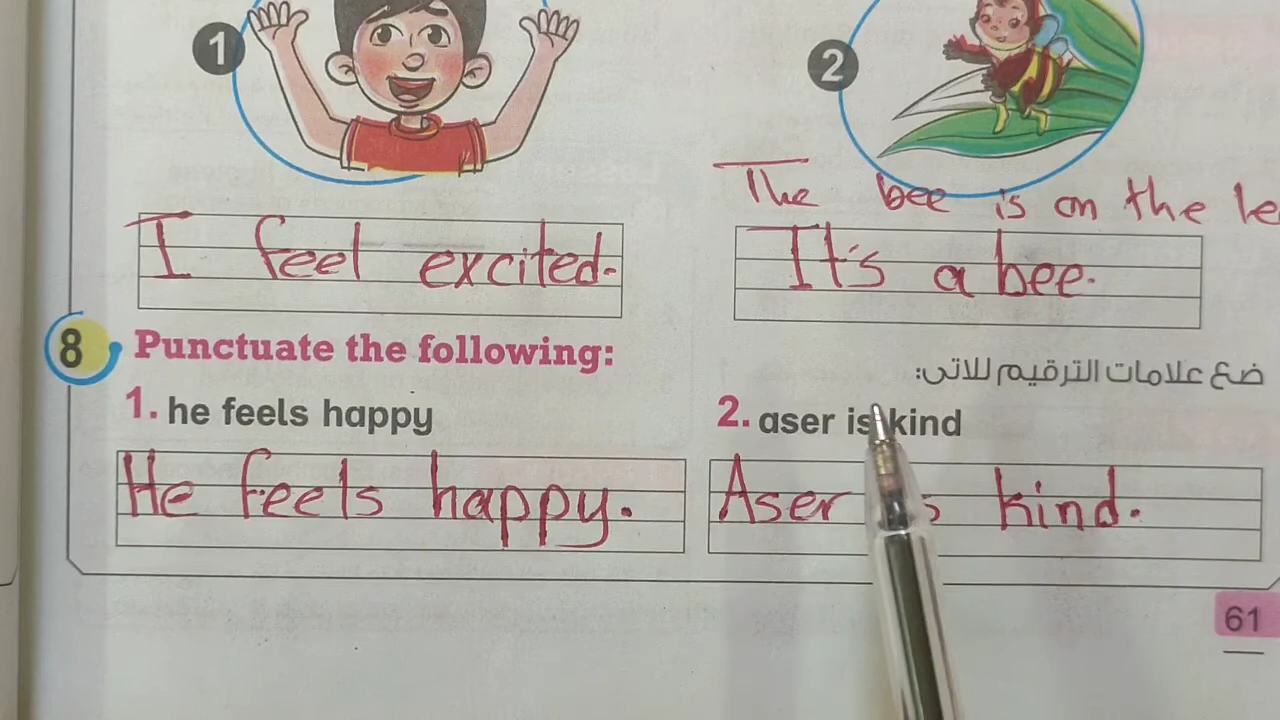 1
2
The bee is on the
I feel excited.
It's a bee.
8 Punctuate the following:
ضع علامات الترقيم للاتى:
1. he feels happy
2. aser is kind
He feels happy.
Aser kind.
61